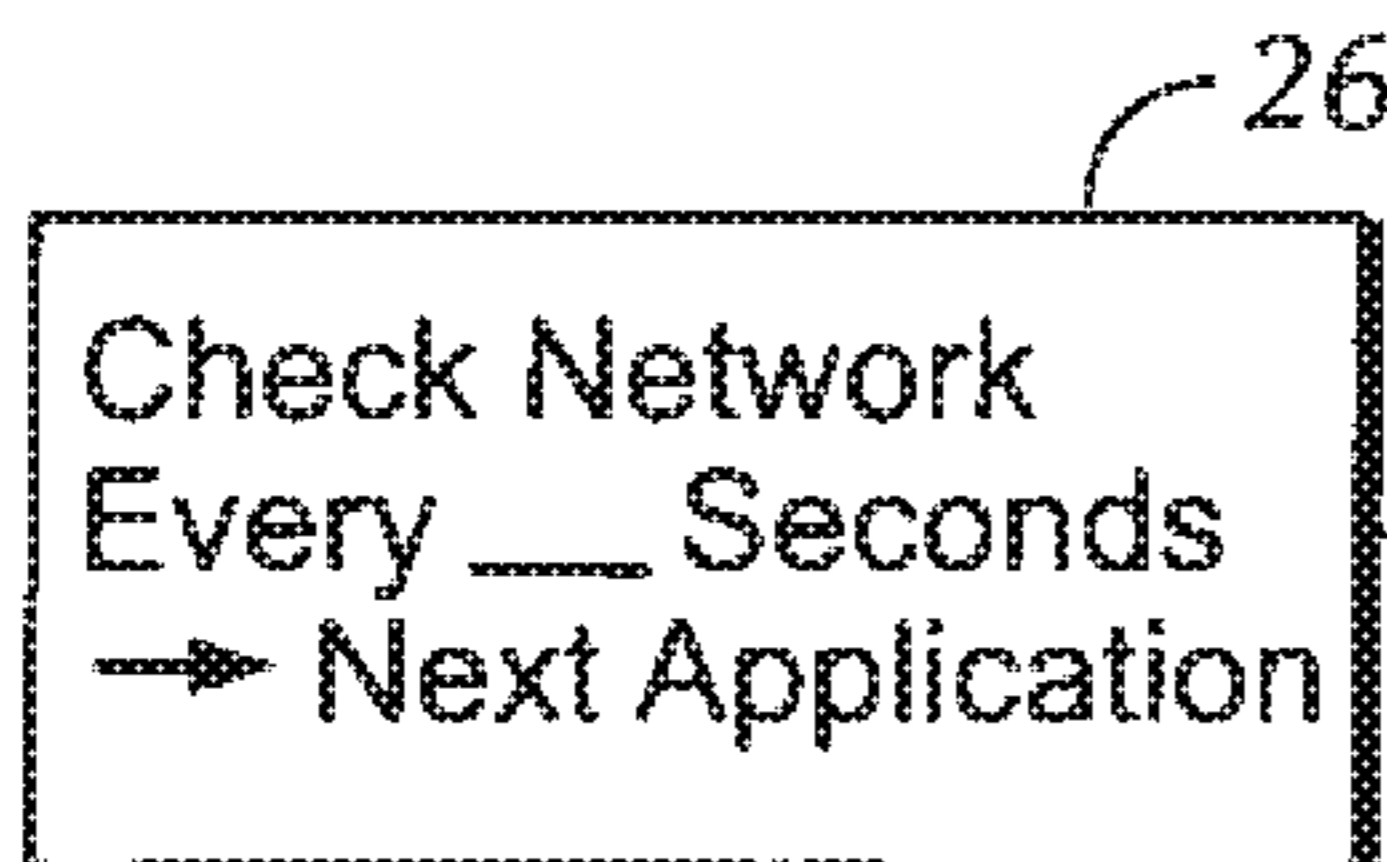 26
Check Network
Every ___ Seconds
→ Next Application